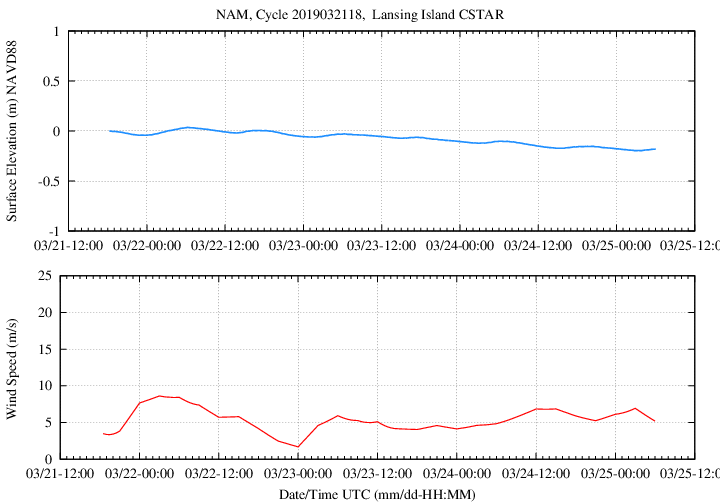 NAM, Cycle 2019032118,  Lansing Island CSTAR
Surface Elevation (m) NAVD88
1
0.5
0
-0.5
-1
03/21-12:00 03/22-00:00 03/22-12:00 03/23-00:00 03/23-12:00 03/24-00:00 03/24-12:00 03/25-00:00 03/25-12:0
Wind Speed (m/s)
25
20
15
10
5
0
03/21-12:00 03/22-00:00 03/22-12:00 03/23-00:00 03/23-12:00 03/24-00:00 03/24-12:00 03/25-00:00 03/25-12:0
Date/Time UTC (mm/dd-HH:MM)